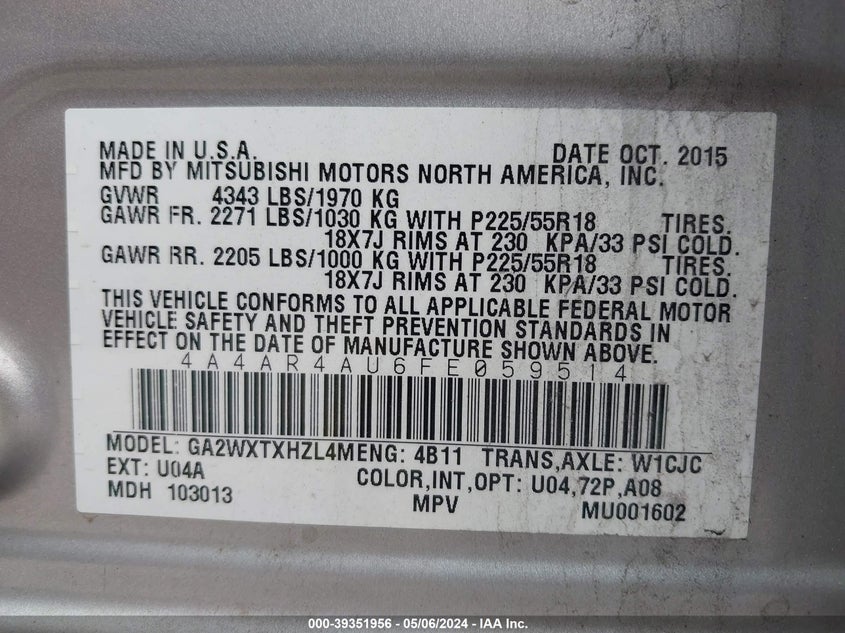 MADE IN U.S.A. DATE OCT. 2015
MFD BY MITSUBISHI MOTORS NORTH AMERICA, INC.
GVWR 4343 LBS/1970 KG
GAWR FR. 2271 LBS/1030 KG WITH P225/55R18 TIRES.
18X7J RIMS AT 230 KPA/33 PSI COLD.
GAWR RR. 2205 LBS/1000 KG WITH P225/55R18 TIRES.
18X7J RIMS AT 230 KPA/33 PSI COLD.
THIS VEHICLE CONFORMS TO ALL APPLICABLE FEDERAL MOTOR
VEHICLE SAFETY AND THEFT PREVENTION STANDARDS IN
EFFECT ON THE DATE OF MANUFACTURE SHOWN ABOVE.
4A4AR4AU6FE059514
MODEL: GA2WXTXHZL4MENG: 4B11 TRANS,AXLE: W1CJC
EXT: U04A COLOR,INT,OPT: U04,72P,A08
MDH 103013 MPV MU001602
000-39351956 - 05/06/2024 - IAA Inc.